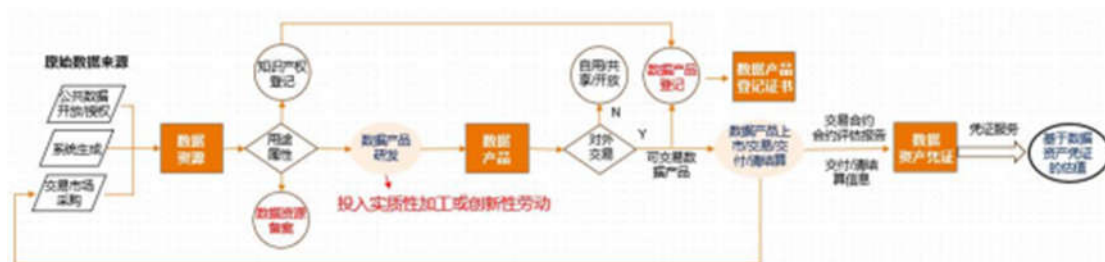 原始数据来源
公共数据
开放/授权
系统生成
交易市场
采购
数据
资源
知识产权
登记
用途
属性
数据资源
登记
数据产品
研发
投入实质性加工或创新性劳动
数据
产品
自用/共
享/开放
N
对外
交易
Y
可交易数
据产品
数据产品
登记
数据产品
登记证书
数据产品上
市/交易/交
付/清结算
交易合约
合约评估报告
交付/清结
算信息
数据
资产凭证
凭证服务
基于数据
资产凭证
的估值